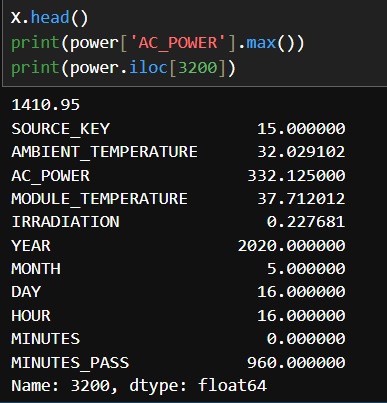 X.head()
print(power['AC_POWER'].max())
print(power.iloc[3200])
1410.95
SOURCE_KEY 15.000000
AMBIENT_TEMPERATURE 32.029102
AC_POWER 332.125000
MODULE_TEMPERATURE 37.712012
IRRADIATION 0.227681
YEAR 2020.000000
MONTH 5.000000
DAY 16.000000
HOUR 16.000000
MINUTES 0.000000
MINUTES_PASS 960.000000
Name: 3200, dtype: float64